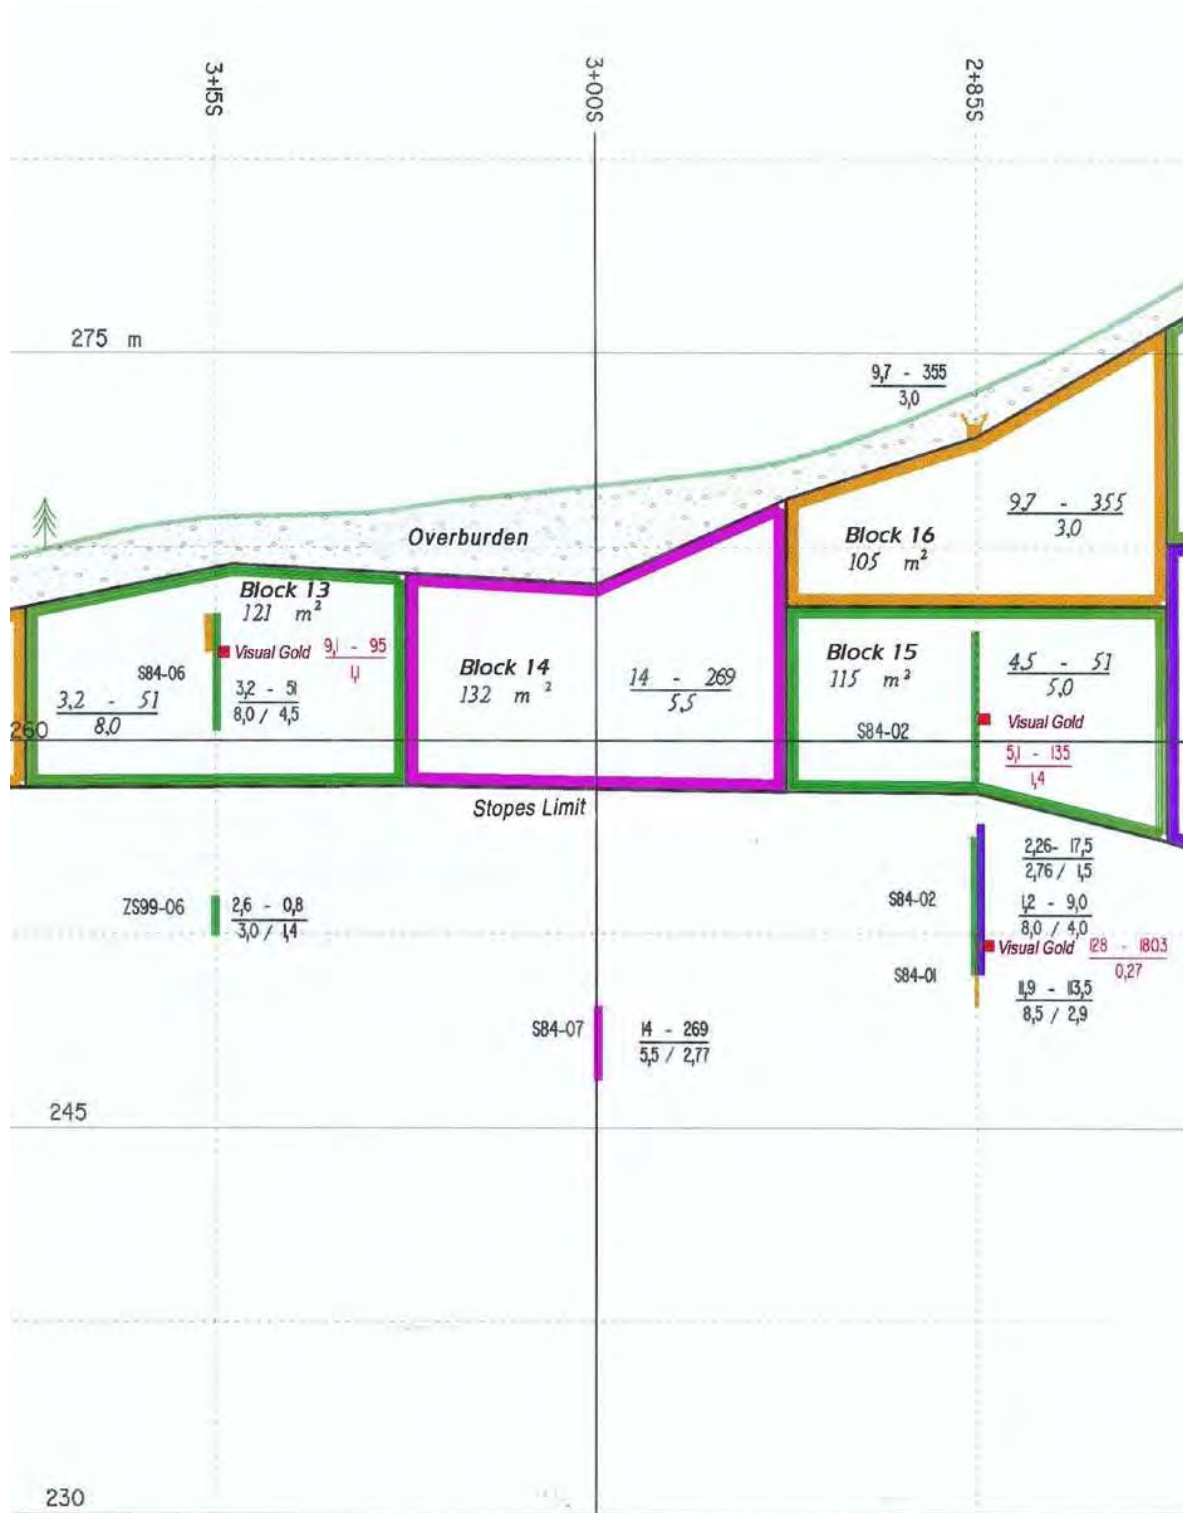 3+15S
3+00S
2+85S
275 m
9,7 - 355
3,0
9,7 - 355
3,0
Overburden
Block 16
105 m²
Block 13
121 m²
Visual Gold
9,1 - 95
1,1
S84-06
3,2 - 51
8,0 / 4,5
3,2 - 51
8,0
Block 14
132 m²
14 - 269
5,5
Block 15
115 m²
4,5 - 51
5,0
S84-02
Visual Gold
5,1 - 135
1,4
260
Stopes Limit
2,26- 17,5
2,76 / 1,5
S84-02
1,2 - 9,0
8,0 / 4,0
Visual Gold
128 - 1803
0,27
S84-01
11,9 - 113,5
8,5 / 2,9
ZS99-06
2,6 - 0,8
3,0 / 1,4
S84-07
14 - 269
5,5 / 2,77
245
230